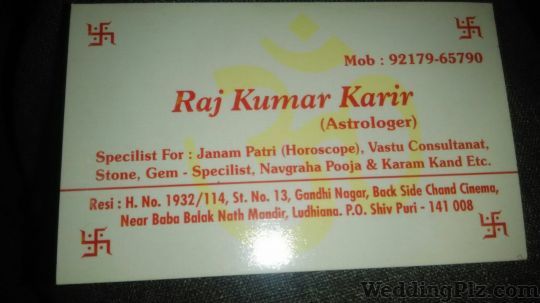 Mob : 92179-65790
Raj Kumar Karir
(Astrologer)
Specilist For : Janam Patri (Horoscope), Vastu Consultanat,
Stone, Gem - Specilist, Navgraha Pooja & Karam Kand Etc.
Resi : H. No. 1932/114, St. No. 13, Gandhi Nagar, Back Side Chand Cinema,
Near Baba Balak Nath Mandir, Ludhiana. P.O. Shiv Puri - 141 008
WeddingPlz.com